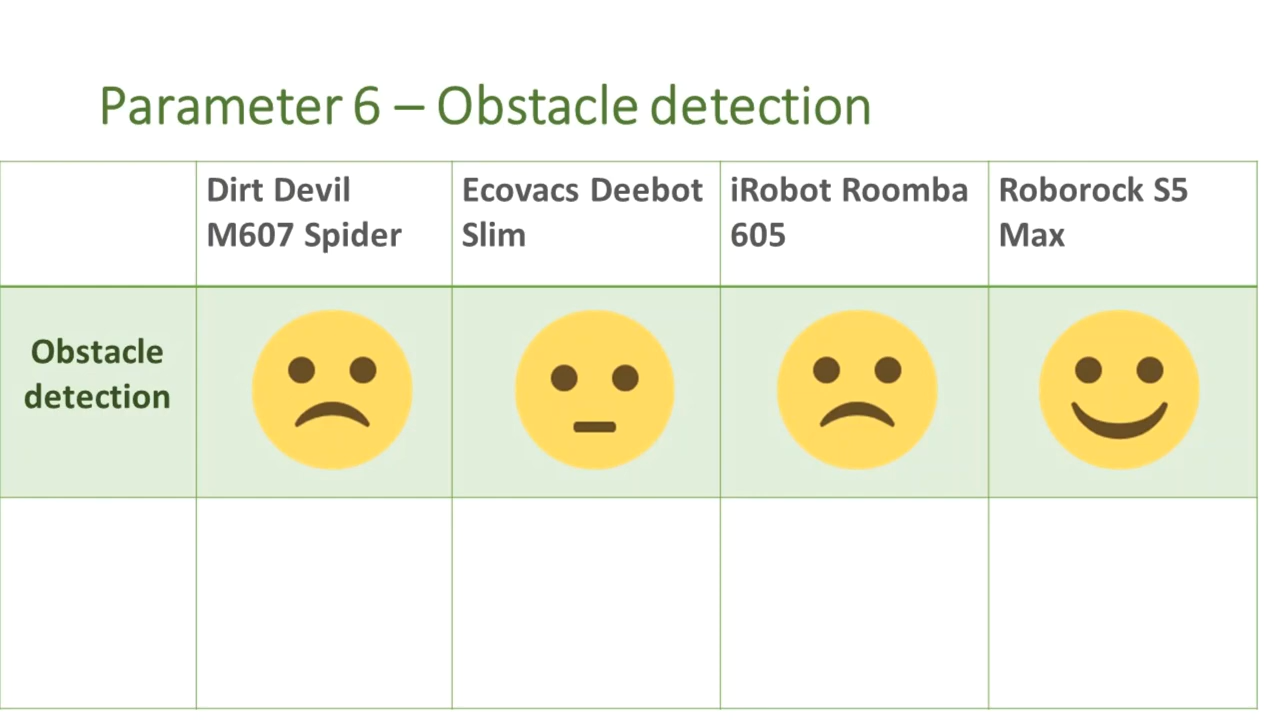 Parameter 6 – Obstacle detection
Dirt Devil
M607 Spider
Ecovacs Deebot
Slim
iRobot Roomba
605
Roborock S5
Max
Obstacle
detection